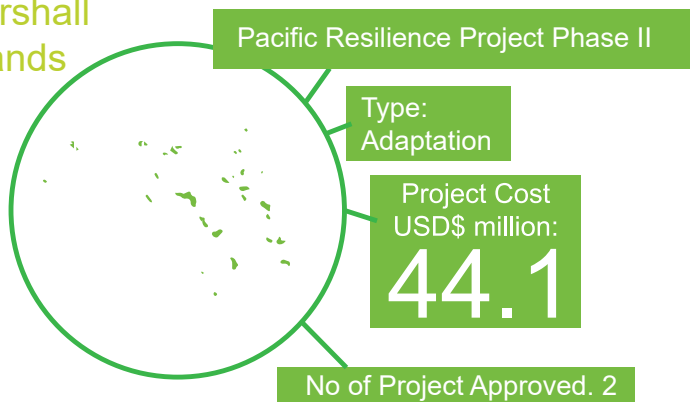 rshall
ands
Pacific Resilience Project Phase II
Type:
Adaptation
Project Cost
USD$ million:
44.1
No of Project Approved. 2